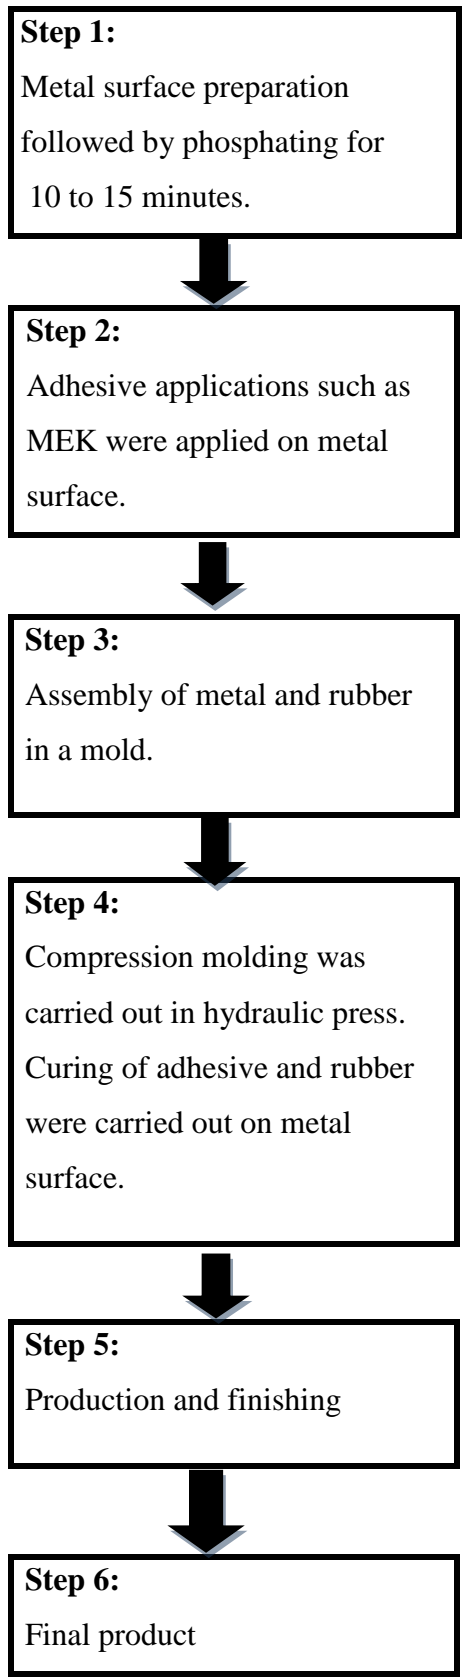 Step 1:
Metal surface preparation
followed by phosphating for
10 to 15 minutes.
Step 2:
Adhesive applications such as
MEK were applied on metal
surface.
Step 3:
Assembly of metal and rubber
in a mold.
Step 4:
Compression molding was
carried out in hydraulic press.
Curing of adhesive and rubber
were carried out on metal
surface.
Step 5:
Production and finishing
Step 6:
Final product